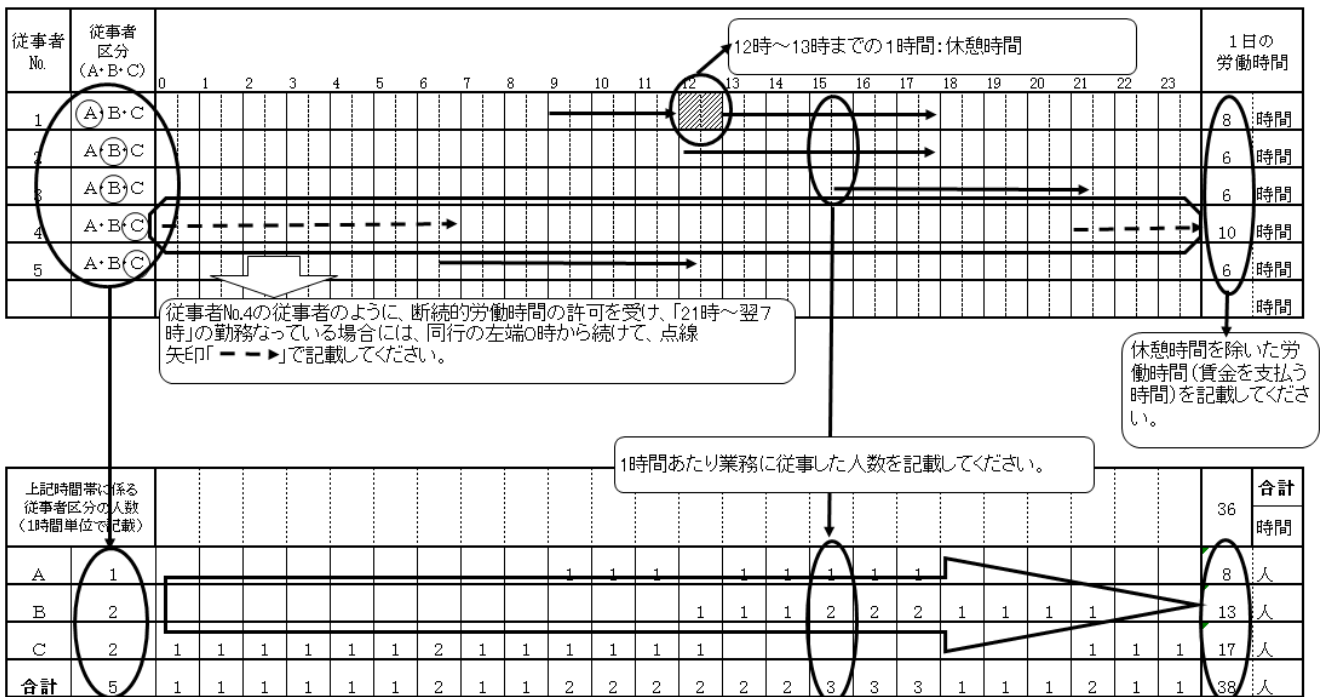 従事者
No.
従事者
区分
(A・B・C)
0 1 2 3 4 5 6 7 8 9 10 11 12 13 14 15 16 17 18 19 20 21 22 23
12時～13時までの1時間：休憩時間
1日の
労働時間
1 A・B・C 8 時間
2 A・B・C 6 時間
3 A・B・C 6 時間
4 A・B・C 10 時間
5 A・B・C 6 時間
時間
従事者No.4の従事者のように、断続的労働時間の許可を受け、「21時～翌7
時」の勤務なっている場合には、同行の左端0時から続けて、点線
矢印「 」で記載してください。
休憩時間を除いた労
働時間（賃金を支払う
時間）を記載してくださ
い。
1時間あたり業務に従事した人数を記載してください。
上記時間帯に係る
従事者区分の人数
（1時間単位で記載）
36 合計
時間
A 1 1 1 1 1 1 1 1 1 8 人
B 2 1 1 1 2 2 2 1 1 1 1 13 人
C 2 1 1 1 1 1 1 2 1 1 1 1 1 1 1 1 1 17 人
合計 5 1 1 1 1 1 1 2 1 1 2 2 2 2 2 2 3 3 3 1 1 1 2 1 1 38 人